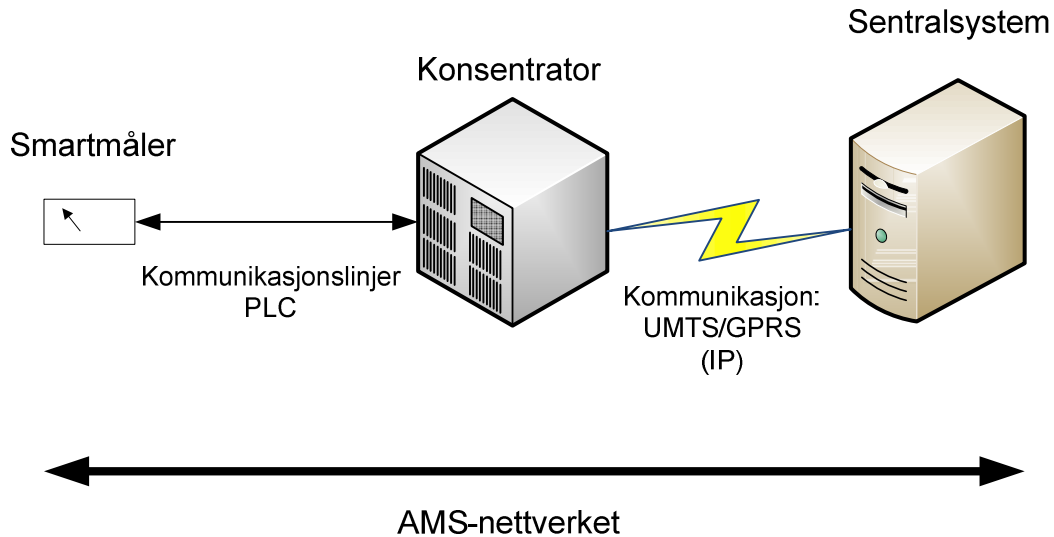 Sentralsystem
Konsentrator
Smartmåler
Kommunikasjonslinjer
PLC
Kommunikasjon:
UMTS/GPRS
(IP)
AMS-nettverket